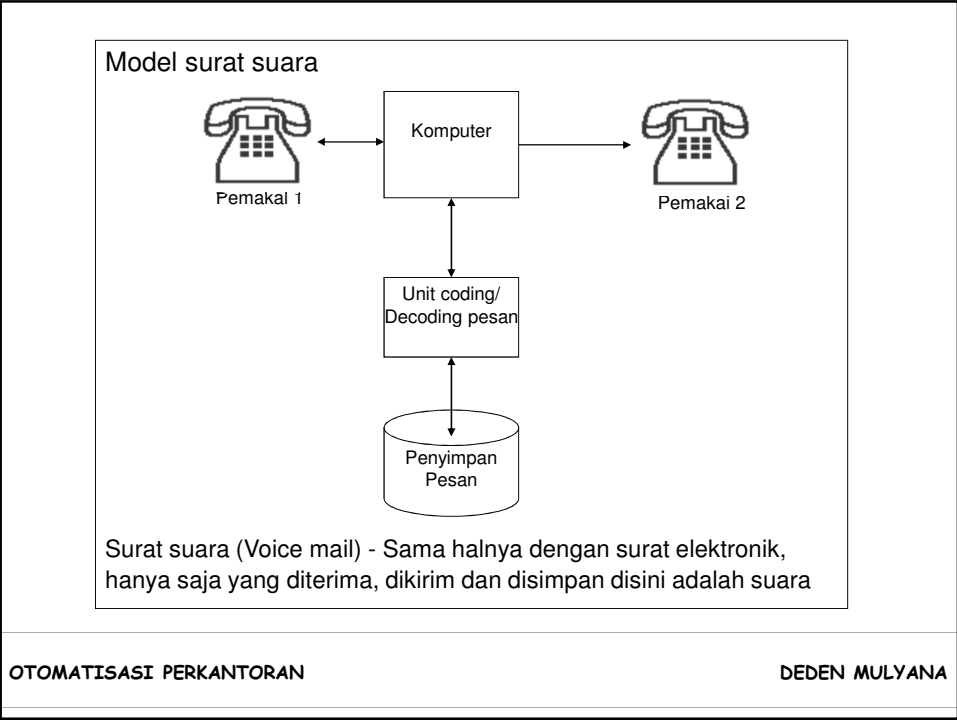 Model surat suara
Komputer
Pemakai 1
Pemakai 2
Unit coding/
Decoding pesan
Penyimpan
Pesan
Surat suara (Voice mail) - Sama halnya dengan surat elektronik,
hanya saja yang diterima, dikirim dan disimpan disini adalah suara
OTOMATISASI PERKANTORAN
DEDEN MULYANA